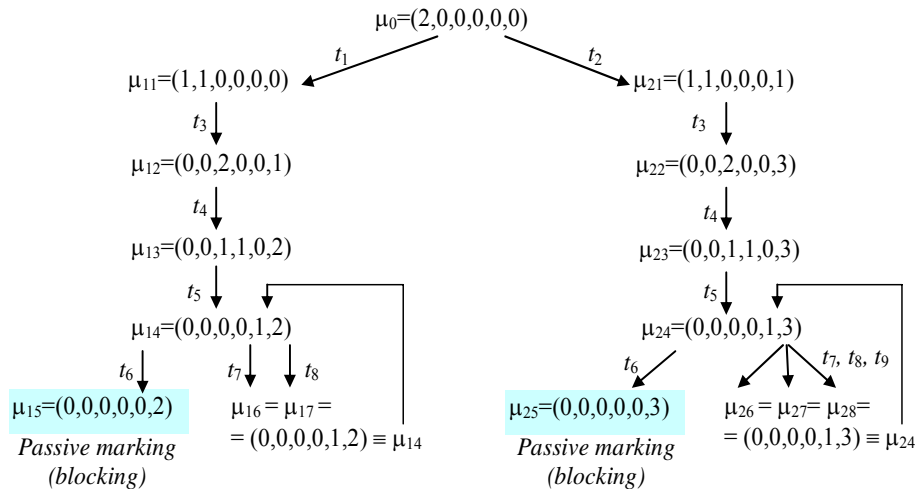 μ0=(2,0,0,0,0,0)
t1 t2
μ11=(1,1,0,0,0,0) μ21=(1,1,0,0,0,1)
t3 t3
μ12=(0,0,2,0,0,1) μ22=(0,0,2,0,0,3)
t4 t4
μ13=(0,0,1,1,0,2) μ23=(0,0,1,1,0,3)
t5 t5
μ14=(0,0,0,0,1,2) μ24=(0,0,0,0,1,3)
t6 t7 t8 t6 t7, t8, t9
μ15=(0,0,0,0,0,2) μ16 = μ17 = μ25=(0,0,0,0,0,3) μ26 = μ27= μ28=
= (0,0,0,0,1,2) ≡ μ14 = (0,0,0,0,1,3) ≡ μ24
Passive marking Passive marking
(blocking) (blocking)